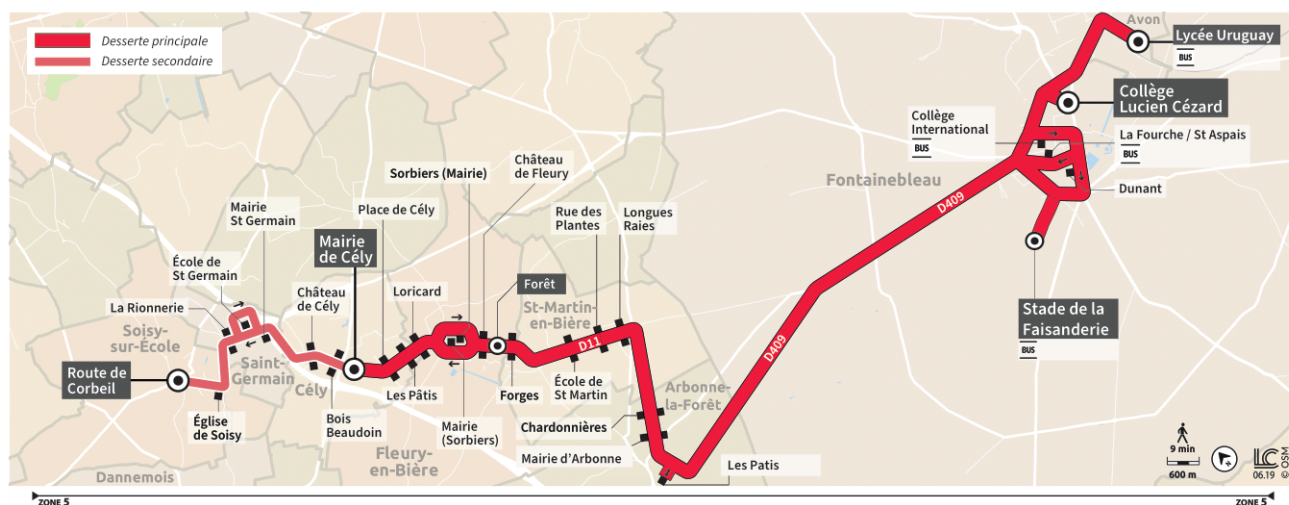 Desserte principale
Desserte secondaire
Avon
Lycée Uruguay
BUS
Collège
Lucien Cézard
Collège
International
BUS
La Fourche / St Aspais
BUS
Dunant
Fontainebleau
D409
Château
de Fleury
Sorbiers (Mairie)
Mairie
St Germain
Place de Cély
Rue des
Plantes
Longues
Raies
Mairie
de Cély
École de
St Germain
Château
de Cély
Loricard
Forêt
St-Martin-
en-Bière
La Rionnerie
Soisy-
sur-École
Stade de la
Faisanderie
BUS
D11
D409
Route de
Corbeil
Saint-
Germain
Cély
Les Pâtis
Forges
École de
St Martin
Arbonne-
la-Forêt
Église
de Soisy
Bois
Beaudoin
Mairie
(Sorbiers)
Chardonnières
Fleury-
en-Bière
Mairie d'Arbonne
Les Patis
Dannemois
9 min
600 m
LC
06.19
© OSM
ZONE 5
ZONE 5